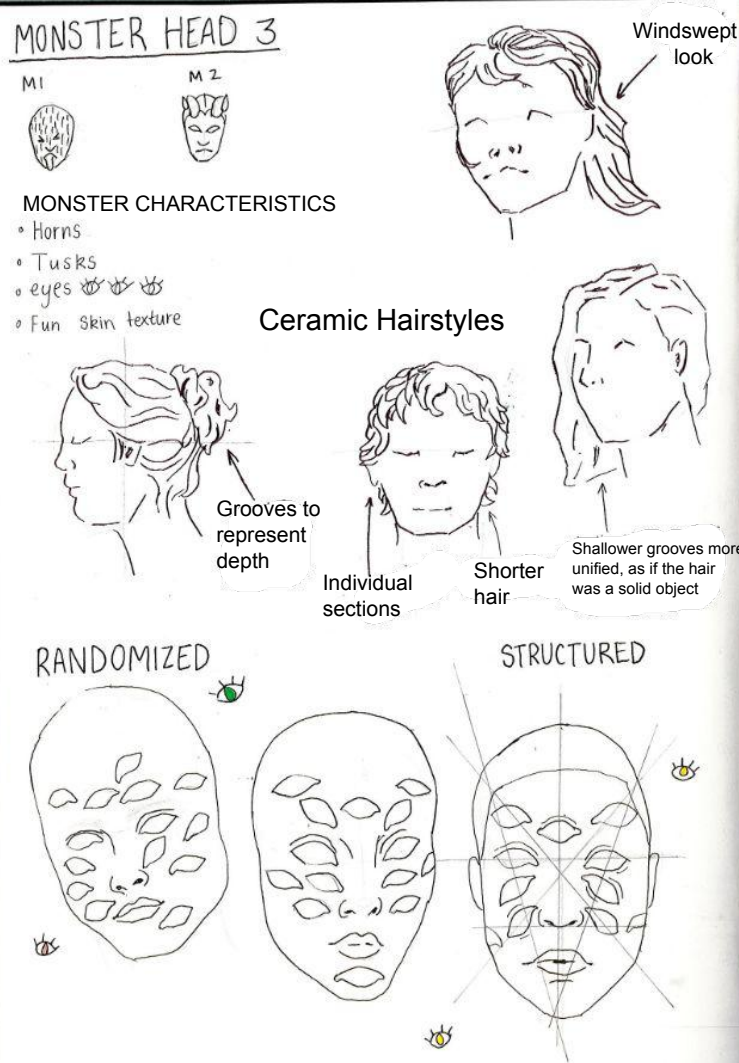 MONSTER HEAD 3
M1
M2
Windswept
look
MONSTER CHARACTERISTICS
• Horns
• Tusks
• eyes
• Fun skin texture
Ceramic Hairstyles
Grooves to
represent
depth
Individual
sections
Shorter
hair
Shallower grooves more
unified, as if the hair
was a solid object
RANDOMIZED
STRUCTURED